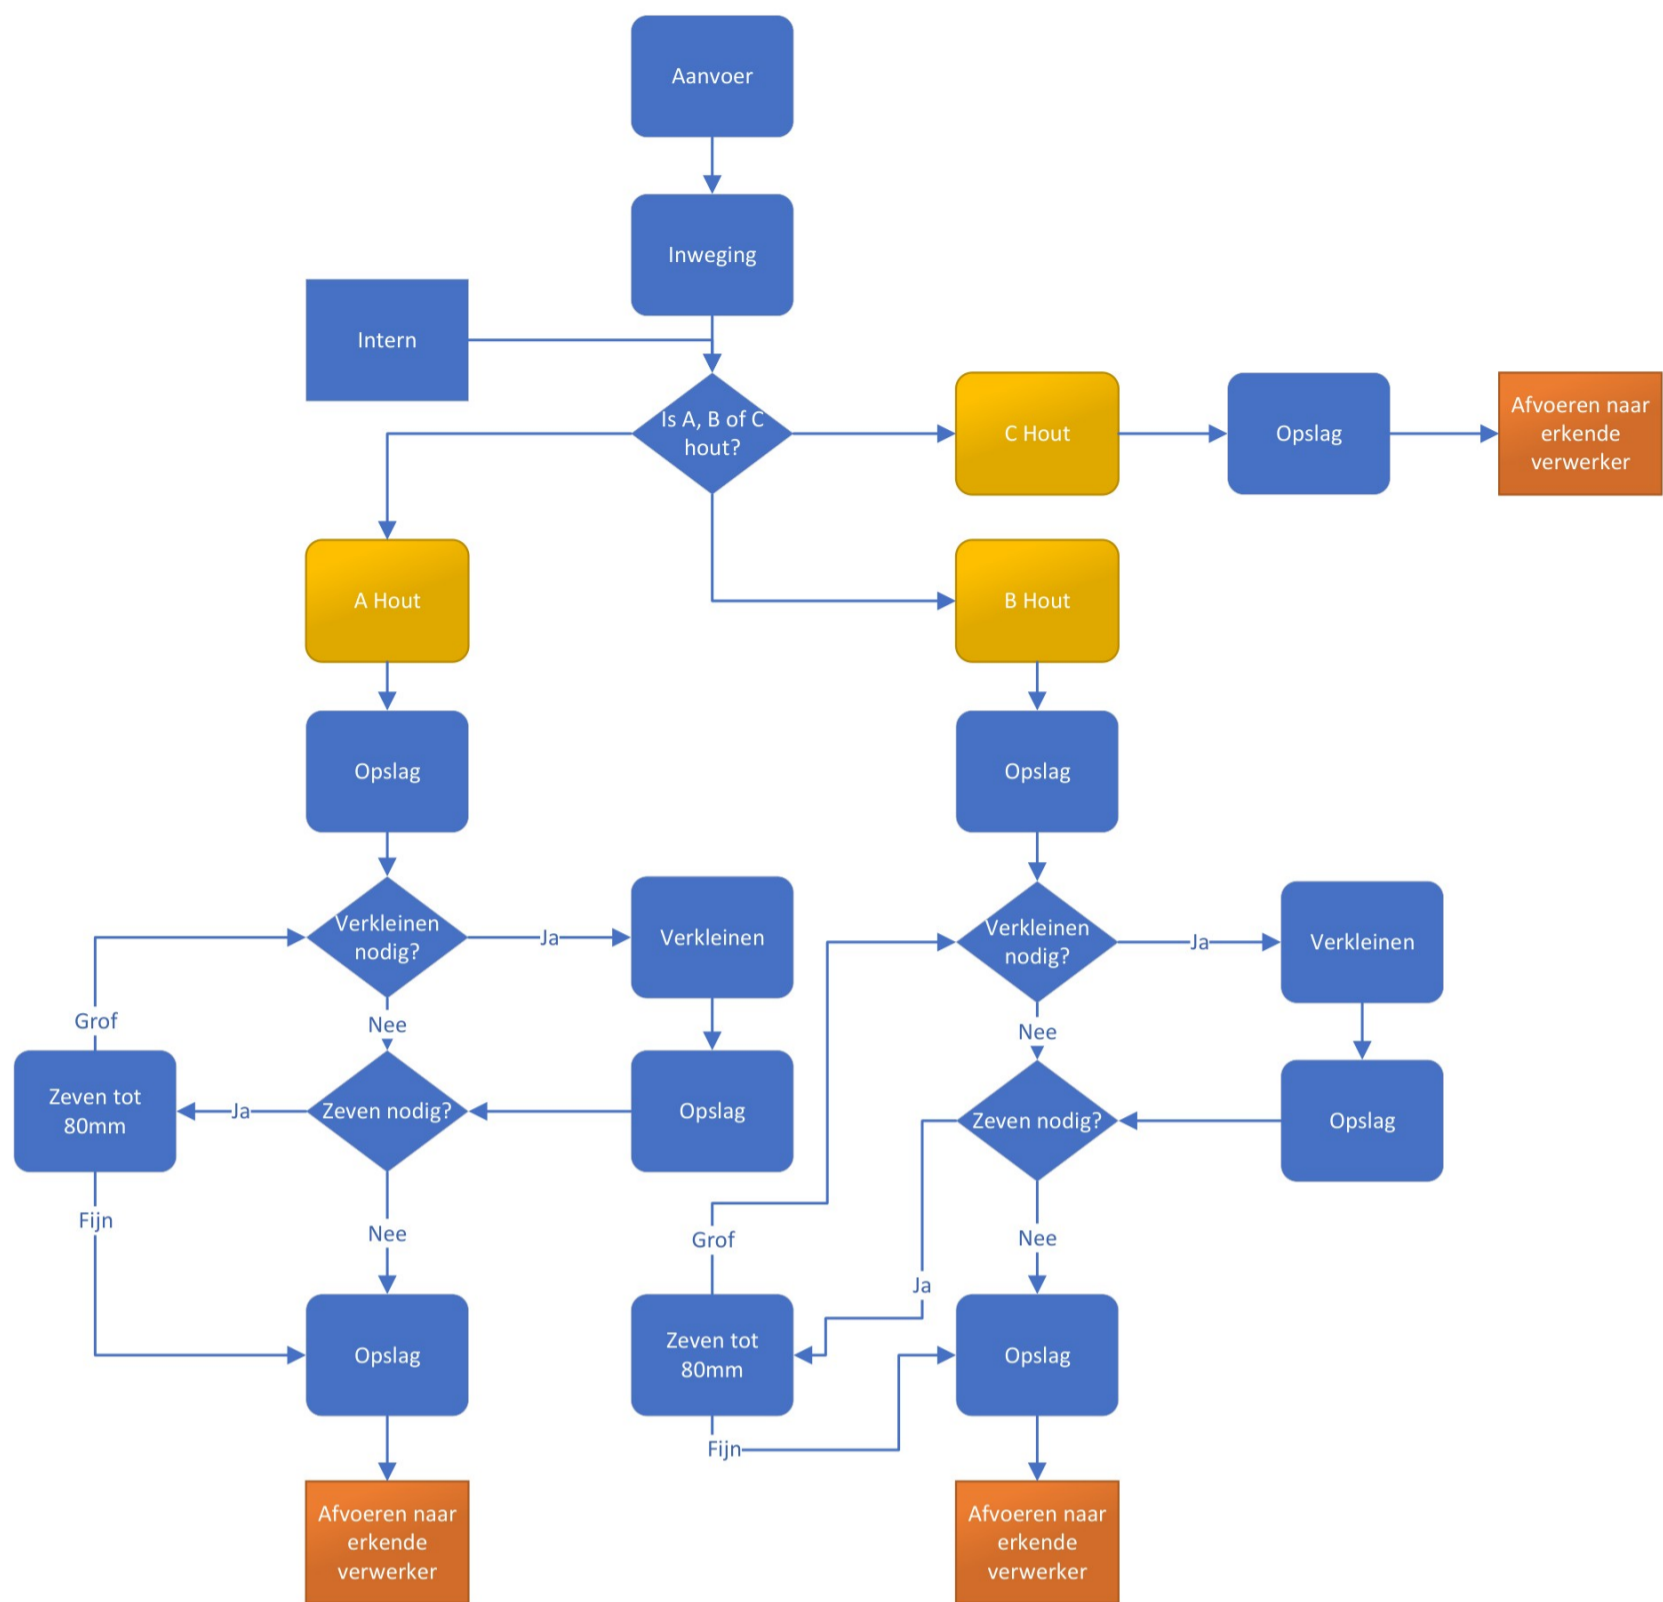 Aanvoer
Inweging
Intern
Is A, B of C
hout?
C Hout
Opslag
Afvoeren naar
erkende
verwerker
A Hout
B Hout
Opslag
Opslag
Verkleinen
nodig?
Ja
Verkleinen
Verkleinen
nodig?
Ja
Verkleinen
Grof
Nee
Nee
Zeven tot
80mm
Ja
Zeven nodig?
Opslag
Zeven nodig?
Opslag
Fijn
Nee
Grof
Nee
Ja
Opslag
Zeven tot
80mm
Opslag
Fijn
Afvoeren naar
erkende
verwerker
Afvoeren naar
erkende
verwerker